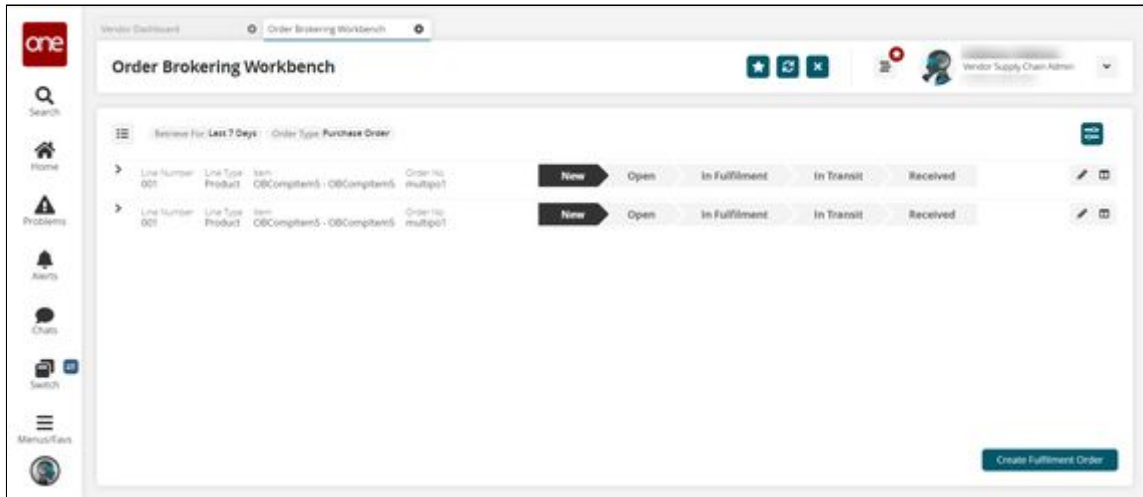 one
Vendor Dashboard
Order Brokering Workbench
Order Brokering Workbench
Vendor Supply Chain Admin
Search
Home
Problems
Alerts
Chats
Switch
Menus/Favs
Retrieve For: Last 7 Days Order Type: Purchase Order
Line Number Line Type Item Order No
001 Product OBCompItem5 - OBCompItem5 multipo1
New Open In Fulfilment In Transit Received
Line Number Line Type Item Order No
001 Product OBCompItem5 - OBCompItem5 multipo1
New Open In Fulfilment In Transit Received
Create Fulfilment Order